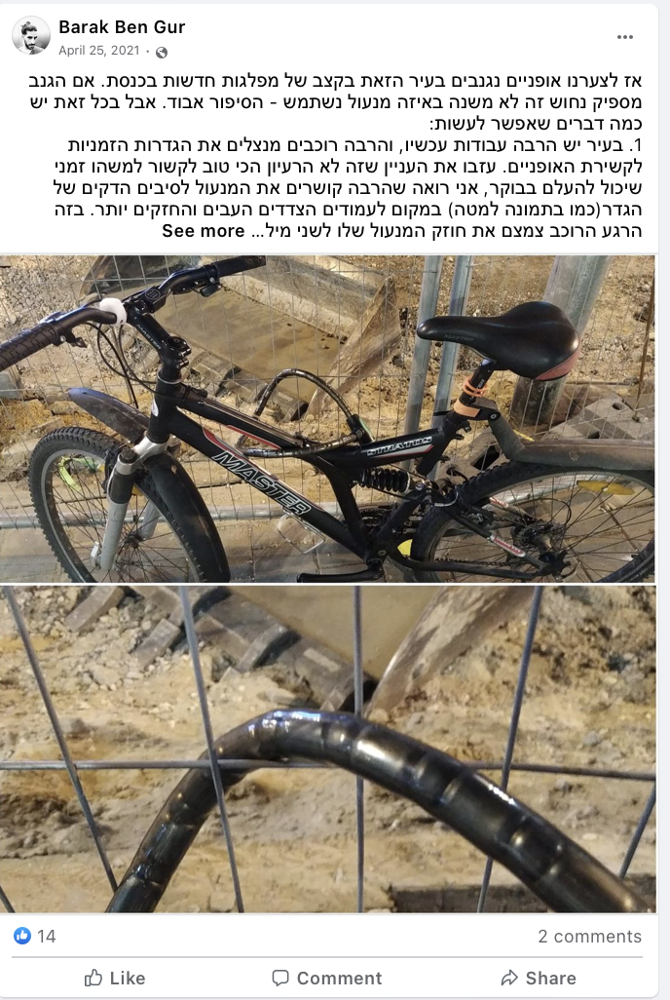 Barak Ben Gur
April 25, 2021 ·
אז לצערנו אופניים נגנבים בעיר הזאת בקצב של מפלגות חדשות בכנסת. אם הגנב
מספיק נחוש זה לא משנה באיזה מנעול נשתמש - הסיפור אבוד. אבל בכל זאת יש
כמה דברים שאפשר לעשות:
1. בעיר יש הרבה עבודות עכשיו, והרבה רוכבים מנצלים את הגדרות הזמניות
לקשירת האופניים. עזבו את העניין שזה לא הרעיון הכי טוב לקשור למשהו זמני
שיכול להעלם בבוקר, אני רואה שהרבה קושרים את המנעול לסיבים הדקים של
הגדר(כמו בתמונה למטה) במקום לעמודים הצדדים העבים והחזקים יותר. בזה
הרגע הרוכב צמצם את חוזק המנעול שלו לשני מיל... See more
STRATOS
MASTER
14
2 comments
Like
Comment
Share